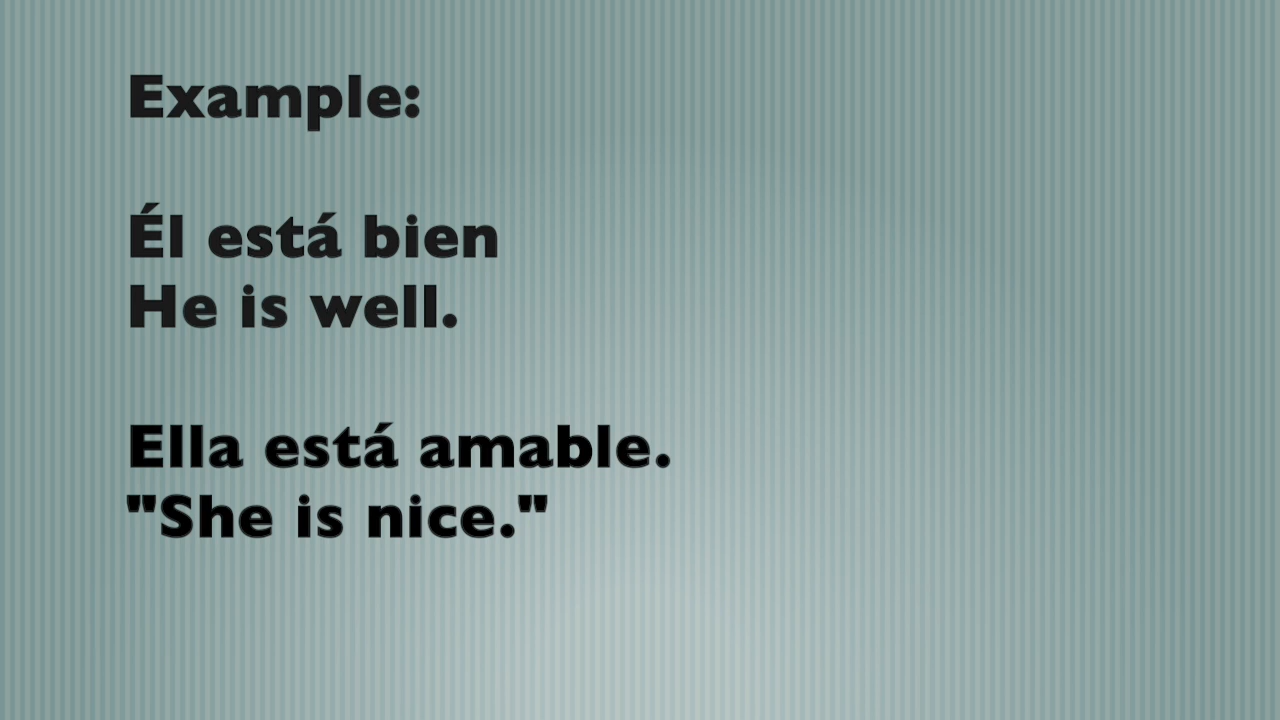 Example:
Él está bien
He is well.
Ella está amable.
"She is nice."